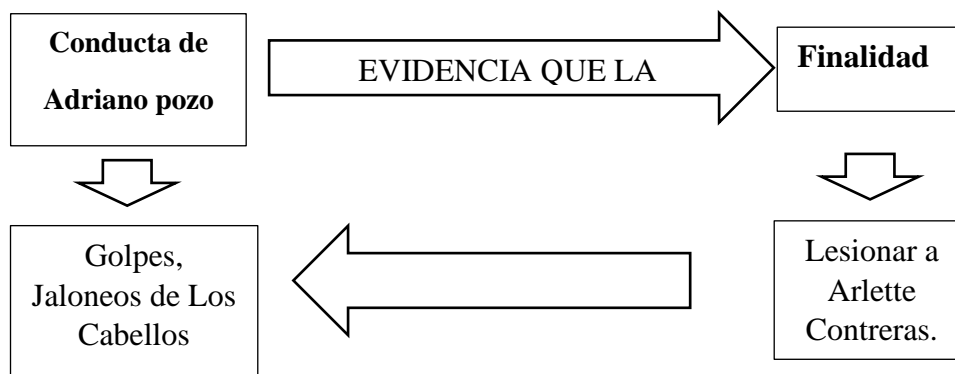 Conducta de
Adriano pozo
EVIDENCIA QUE LA
Finalidad
Golpes,
Jaloneos de Los
Cabellos
Lesionar a
Arlette
Contreras.